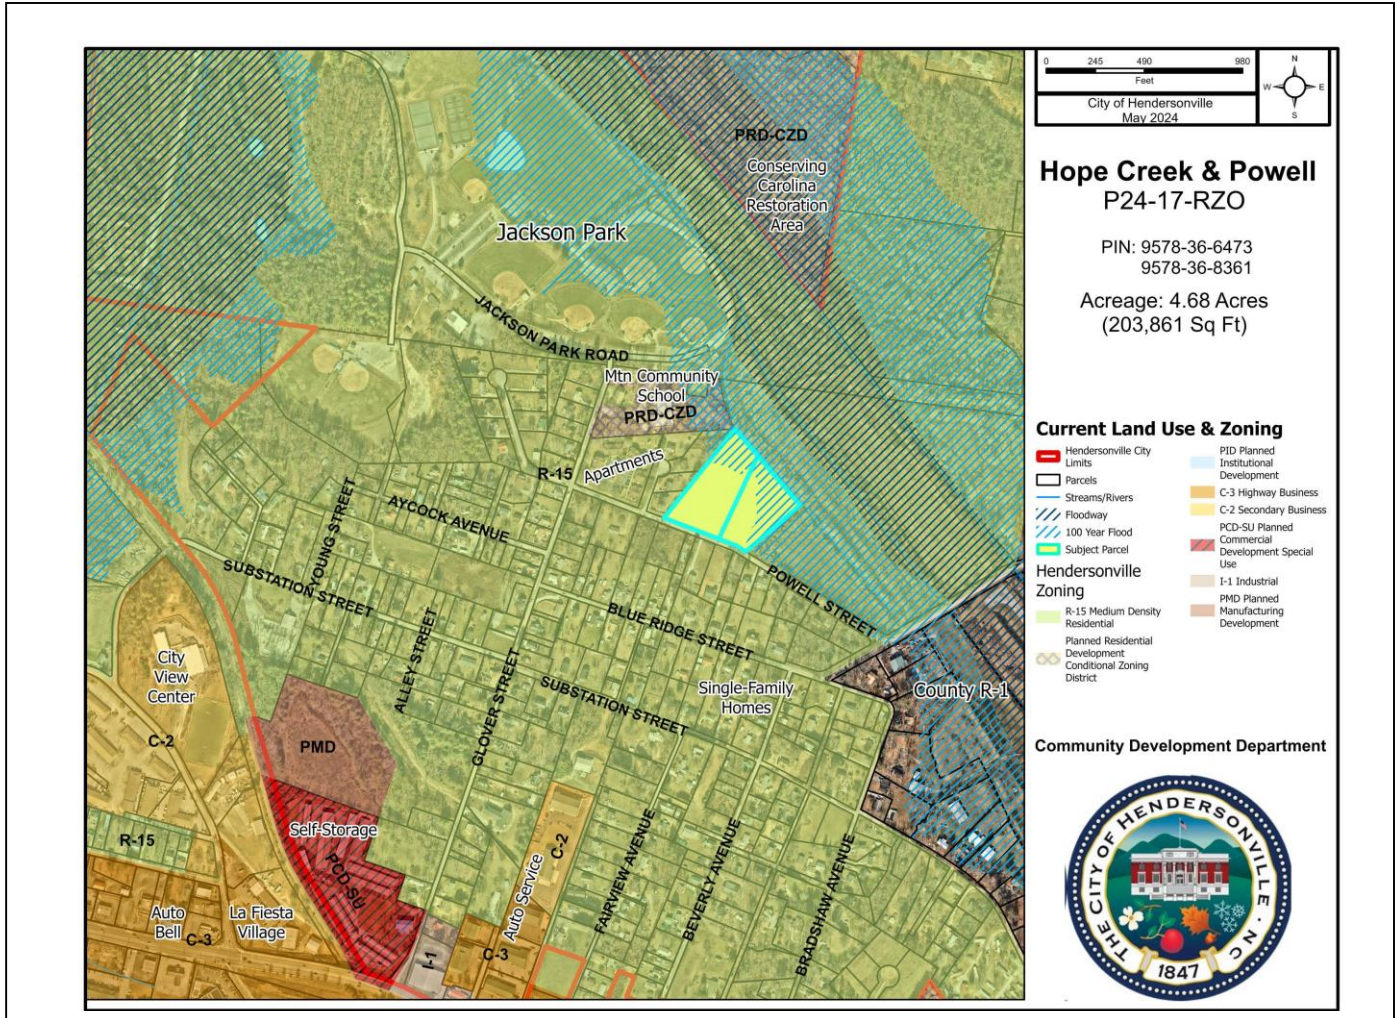 0 245 490 980
Feet
City of Hendersonville
May 2024
N
W E
S
Hope Creek & Powell
P24-17-RZO
PIN: 9578-36-6473
9578-36-8361
Acreage: 4.68 Acres
(203,861 Sq Ft)
Current Land Use & Zoning
Hendersonville City
Limits
Parcels
Streams/Rivers
Floodway
100 Year Flood
Subject Parcel
Hendersonville
Zoning
R-15 Medium Density
Residential
Planned Residential
Development
Conditional Zoning
District
PID Planned
Institutional
Development
C-3 Highway Business
C-2 Secondary Business
PCD-SU Planned
Commercial
Development Special
Use
I-1 Industrial
PMD Planned
Manufacturing
Development
Community Development Department
THE CITY OF HENDERSONVILLE · NC
1847
PRD-CZD
Conserving
Carolina
Restoration
Area
Jackson Park
JACKSON PARK ROAD
Mtn Community
School
PRD-CZD
Apartments
R-15
AYCOCK AVENUE
YOUNG STREET
SUBSTATION STREET
POWELL STREET
BLUE RIDGE STREET
ALLEY STREET
GLOVER STREET
SUBSTATION STREET
Single-Family
Homes
County R-1
City
View
Center
C-2
PMD
Self-Storage
PCD-SU
R-15
Auto
Bell
C-3
La Fiesta
Village
I-1
C-3
Auto Service
C-2
FAIRVIEW AVENUE
BEVERLY AVENUE
BRADSHAW AVENUE